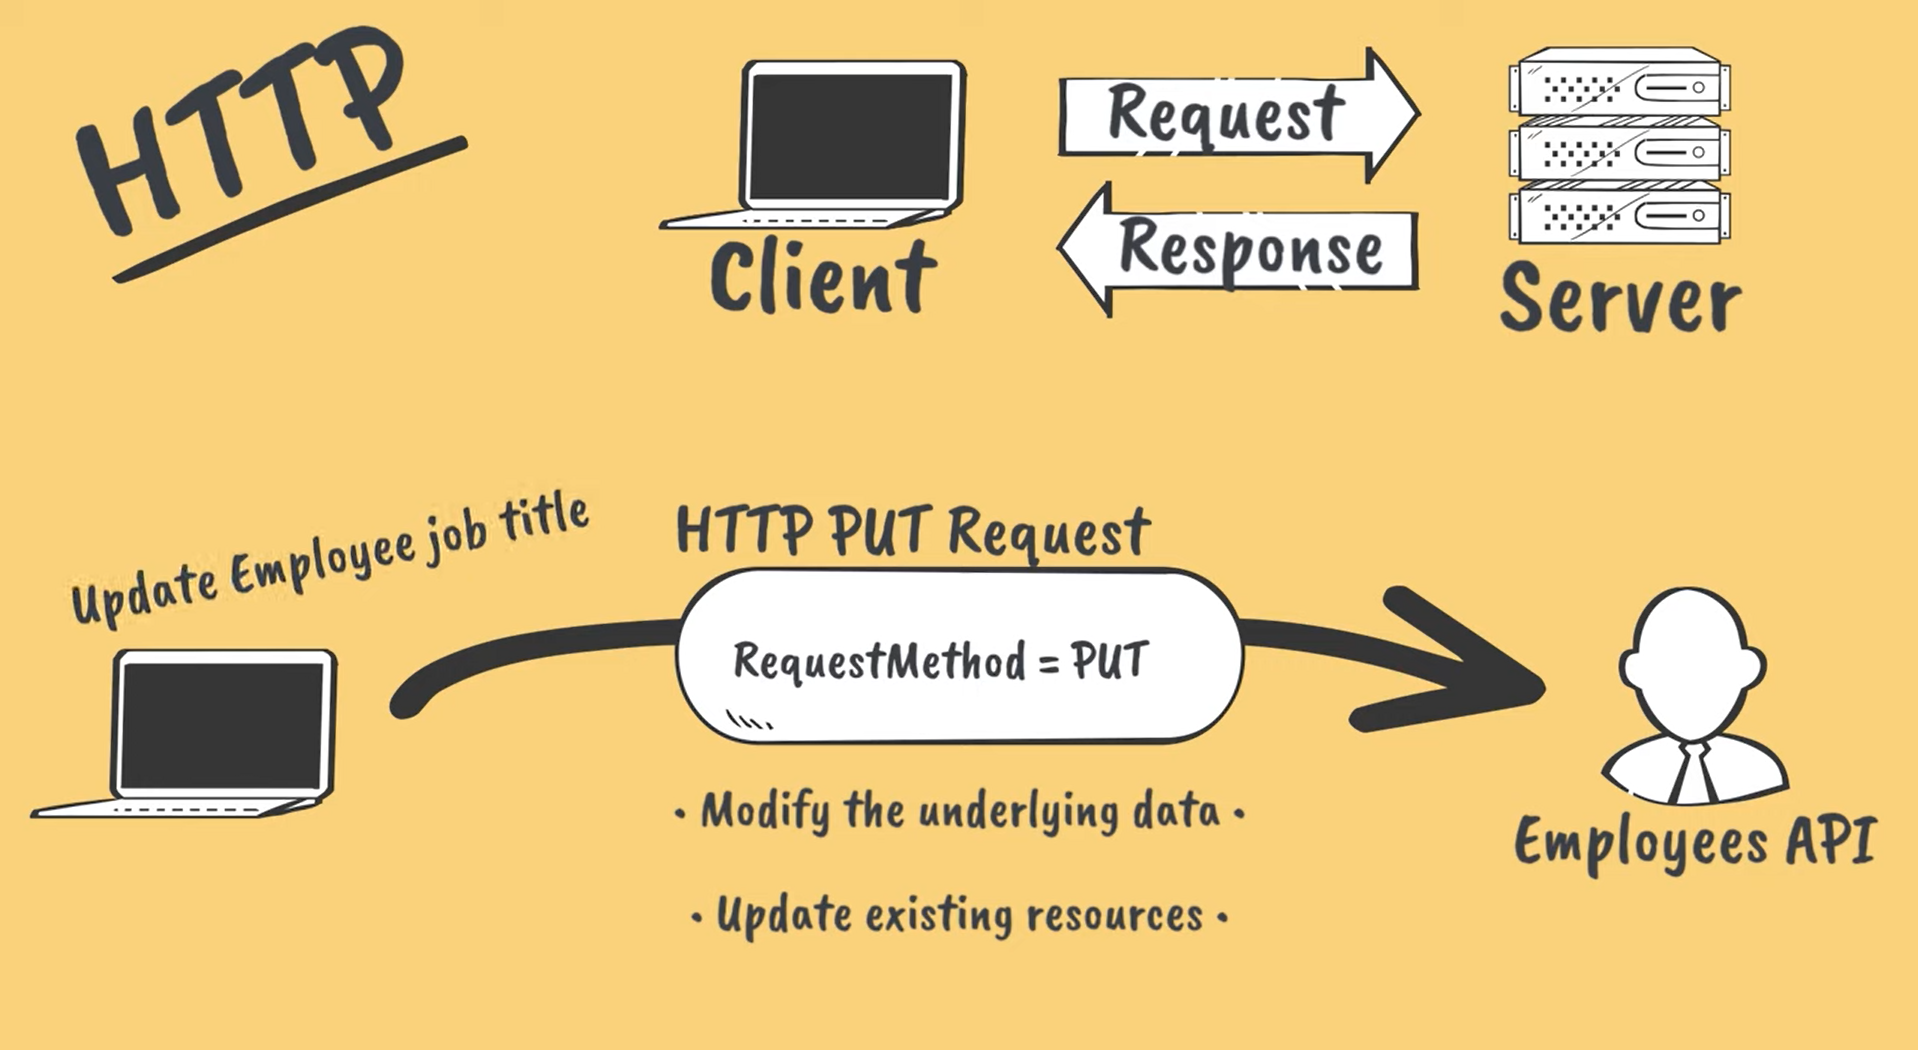 HTTP
Request
Response
Client
Server
Update Employee job title
HTTP PUT Request
RequestMethod = PUT
• Modify the underlying data •
• Update existing resources •
Employees API